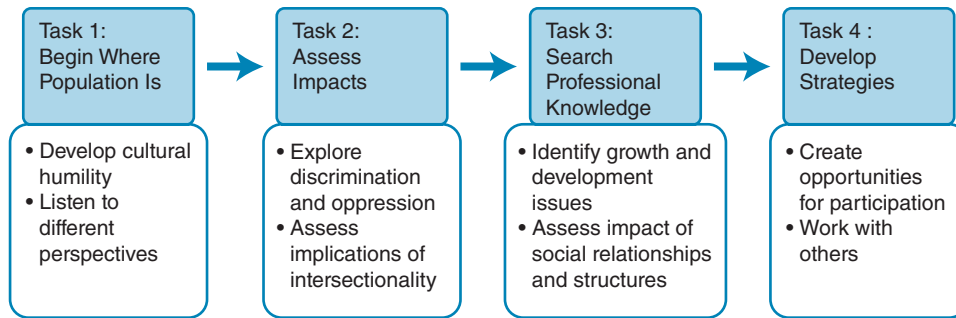 Task 1:
Begin Where
Population Is
• Develop cultural
humility
• Listen to
different
perspectives
Task 2:
Assess
Impacts
• Explore
discrimination
and oppression
• Assess
implications of
intersectionality
Task 3:
Search
Professional
Knowledge
• Identify growth and
development
issues
• Assess impact of
social relationships
and structures
Task 4 :
Develop
Strategies
• Create
opportunities
for participation
• Work with
others